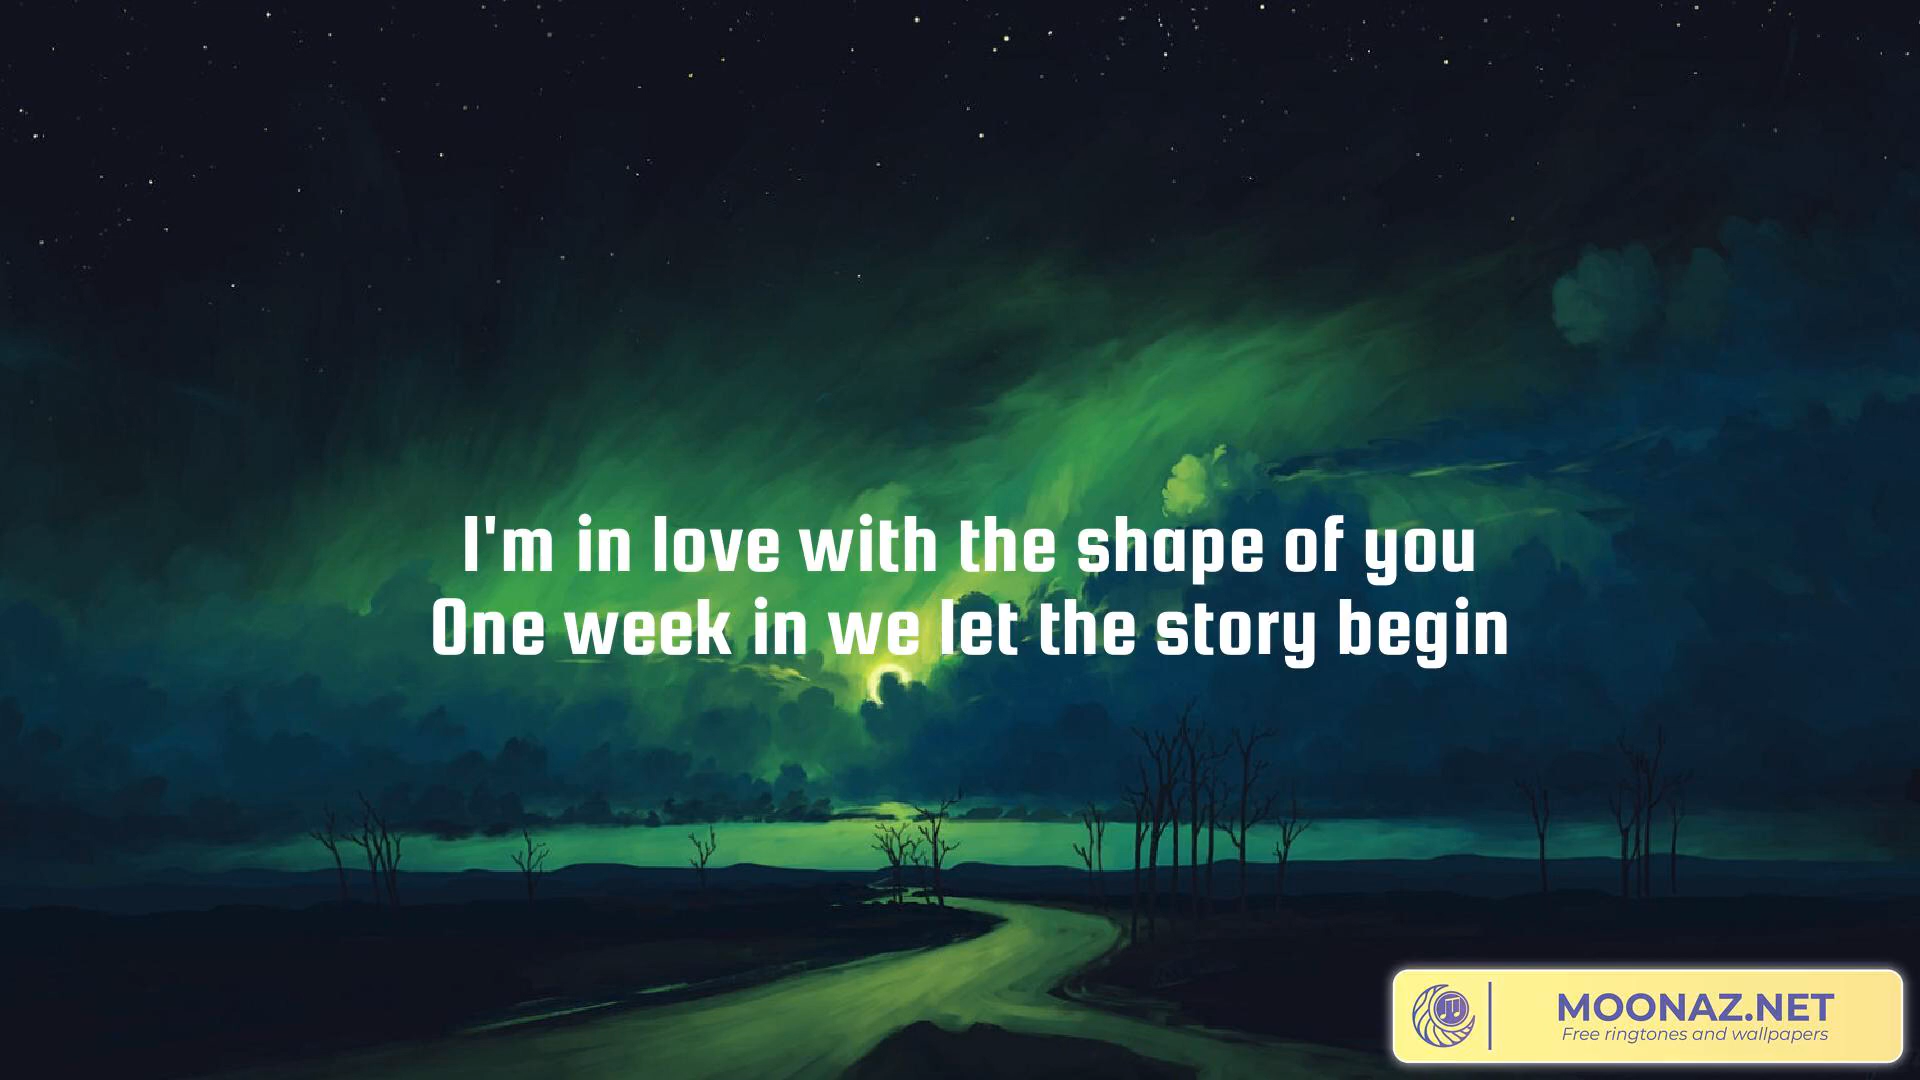 I'm in love with the shape of you
One week in we let the story begin
MOONAZ.NET
Free ringtones and wallpapers